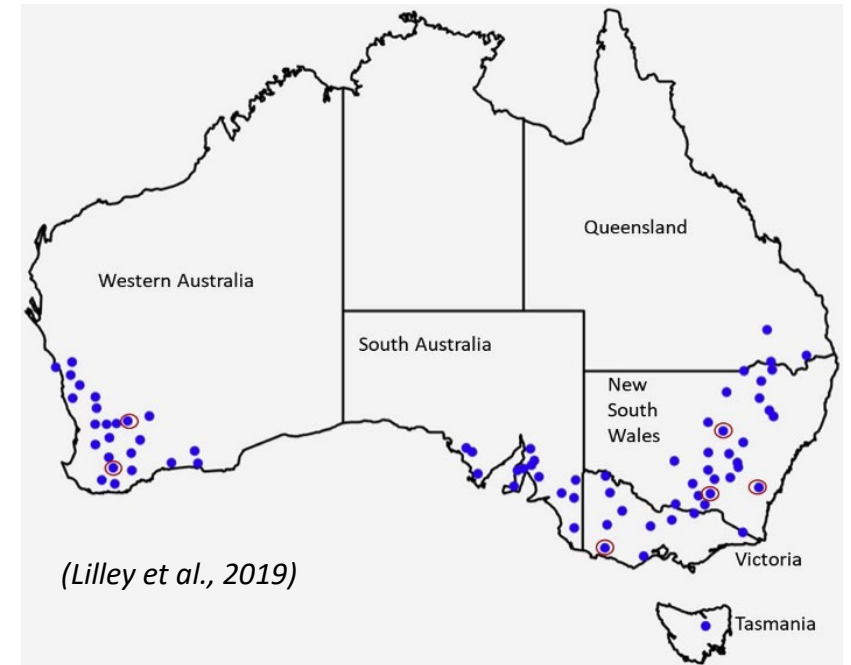 Queensland
Western Australia
South Australia
New
South
Wales
(Lilley et al., 2019)
Victoria
Tasmania